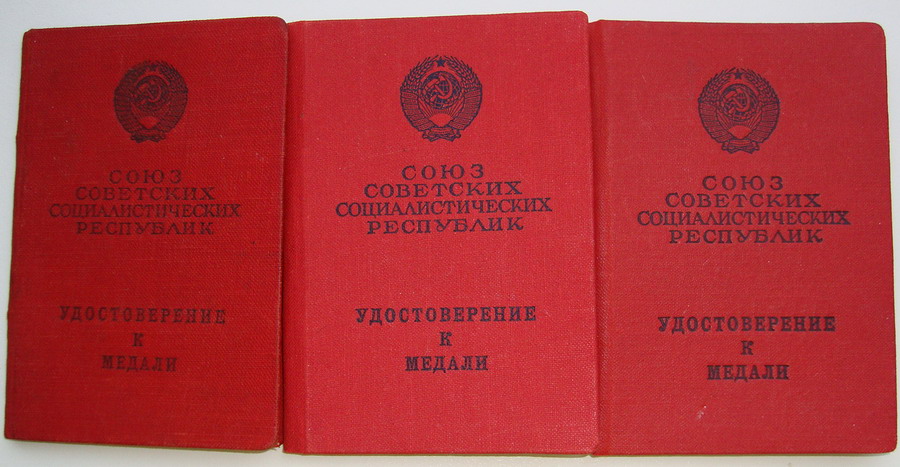 СОЮЗ
СОВЕТСКИХ
СОЦИАЛИСТИЧЕСКИХ
РЕСПУБЛИК
УДОСТОВЕРЕНИЕ
К
МЕДАЛИ
СОЮЗ
СОВЕТСКИХ
СОЦИАЛИСТИЧЕСКИХ
РЕСПУБЛИК
УДОСТОВЕРЕНИЕ
К
МЕДАЛИ
СОЮЗ
СОВЕТСКИХ
СОЦИАЛИСТИЧЕСКИХ
РЕСПУБЛИК
УДОСТОВЕРЕНИЕ
К
МЕДАЛИ